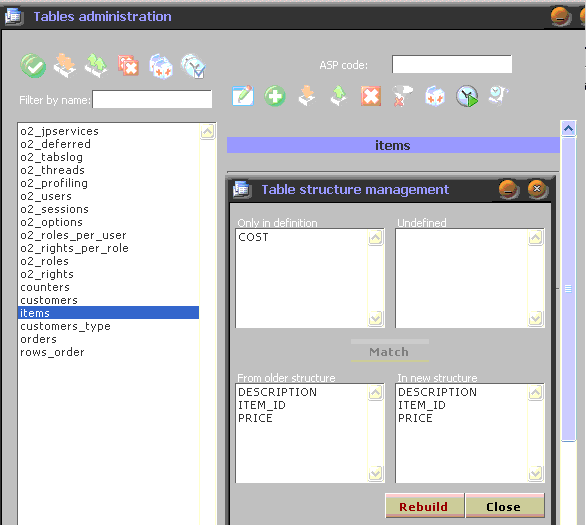 Tables administration
ASP code:
Filter by name:
o2_jpservices
o2_deferred
o2_tabslog
o2_threads
o2_profiling
o2_users
o2_sessions
o2_options
o2_roles_per_user
o2_rights_per_role
o2_roles
o2_rights
counters
customers
items
customers_type
orders
rows_order
items
Table structure management
Only in definition
Undefined
COST
Match
From older structure
In new structure
DESCRIPTION
ITEM_ID
PRICE
DESCRIPTION
ITEM_ID
PRICE
Rebuild
Close